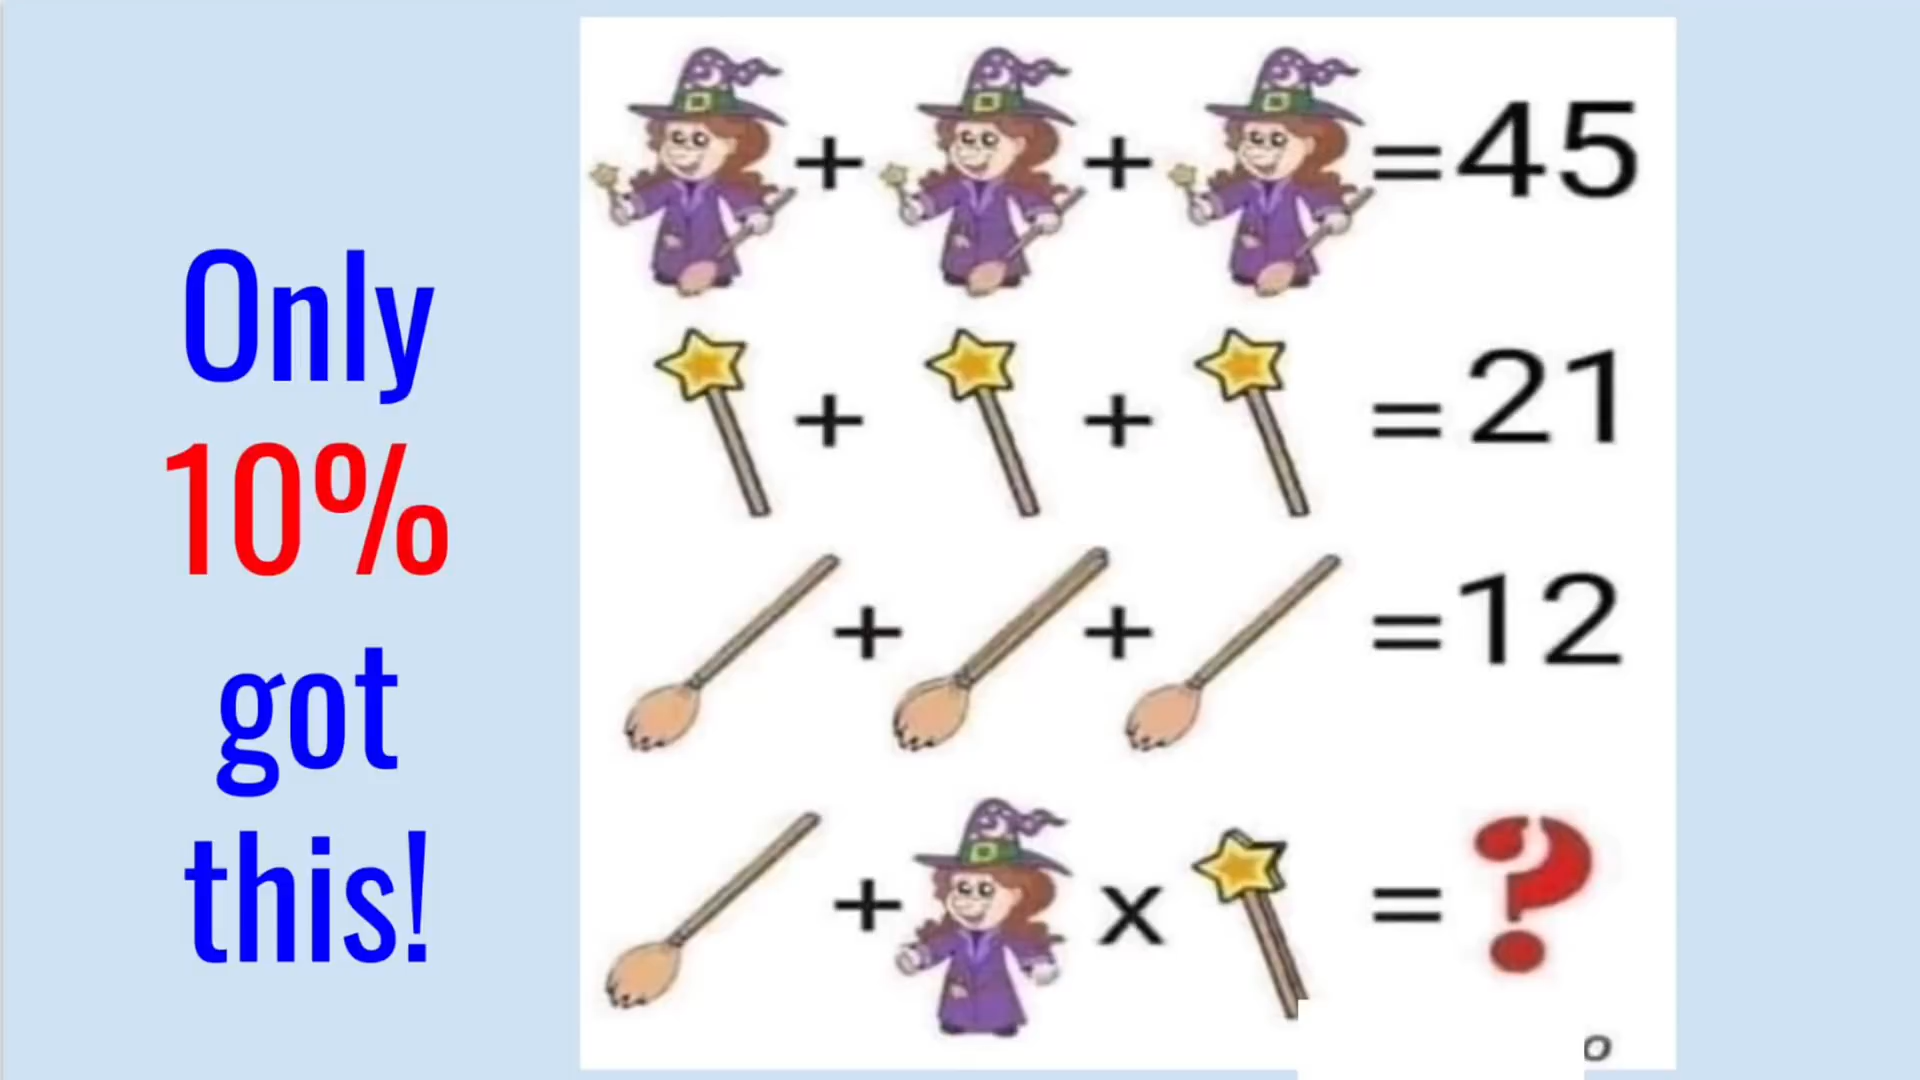 Only
10%
got
this!
+ + =45
+ + =21
+ + =12
+ x =?
o